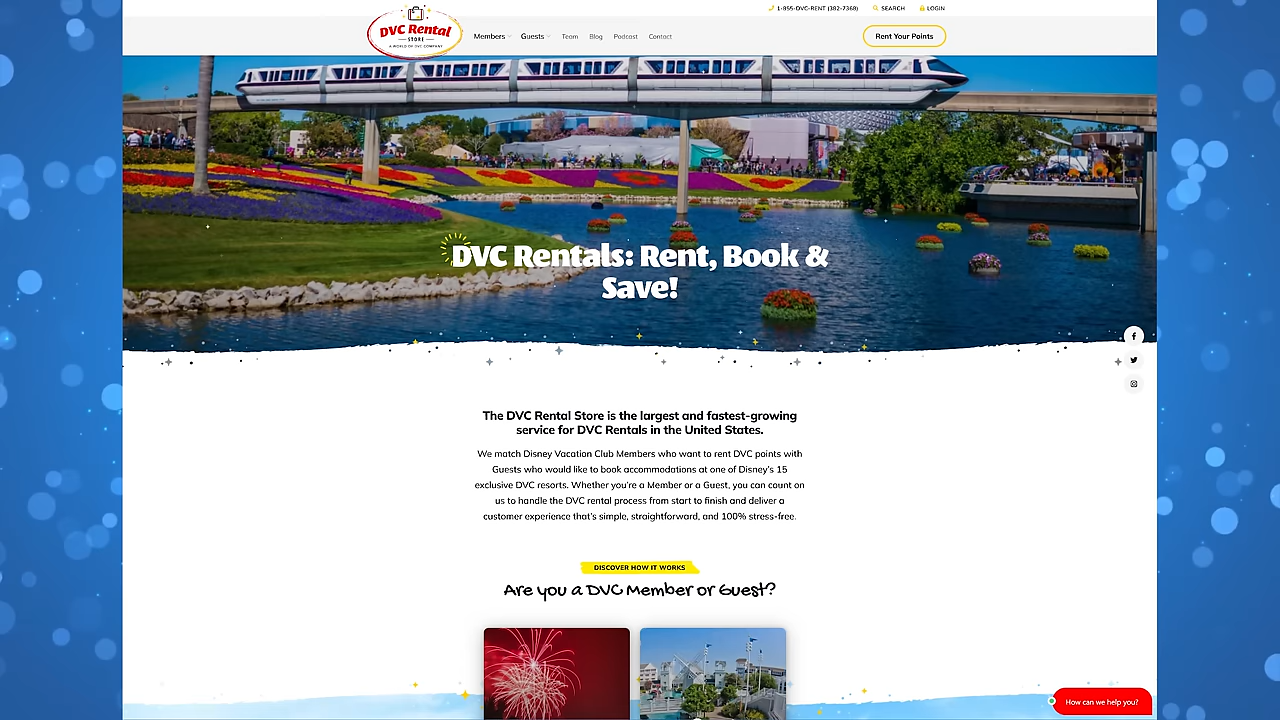 1-855-DVC-RENT (382-7368) SEARCH LOGIN
DVC Rental
STORE
A WORLD OF DVC COMPANY
Members Guests Team Blog Podcast Contact
Rent Your Points
DVC Rentals: Rent, Book &
Save!
The DVC Rental Store is the largest and fastest-growing
service for DVC Rentals in the United States.
We match Disney Vacation Club Members who want to rent DVC points with
Guests who would like to book accommodations at one of Disney's 15
exclusive DVC resorts. Whether you're a Member or a Guest, you can count on
us to handle the DVC rental process from start to finish and deliver a
customer experience that's simple, straightforward, and 100% stress-free.
DISCOVER HOW IT WORKS
Are you a DVC Member or Guest?
How can we help you?